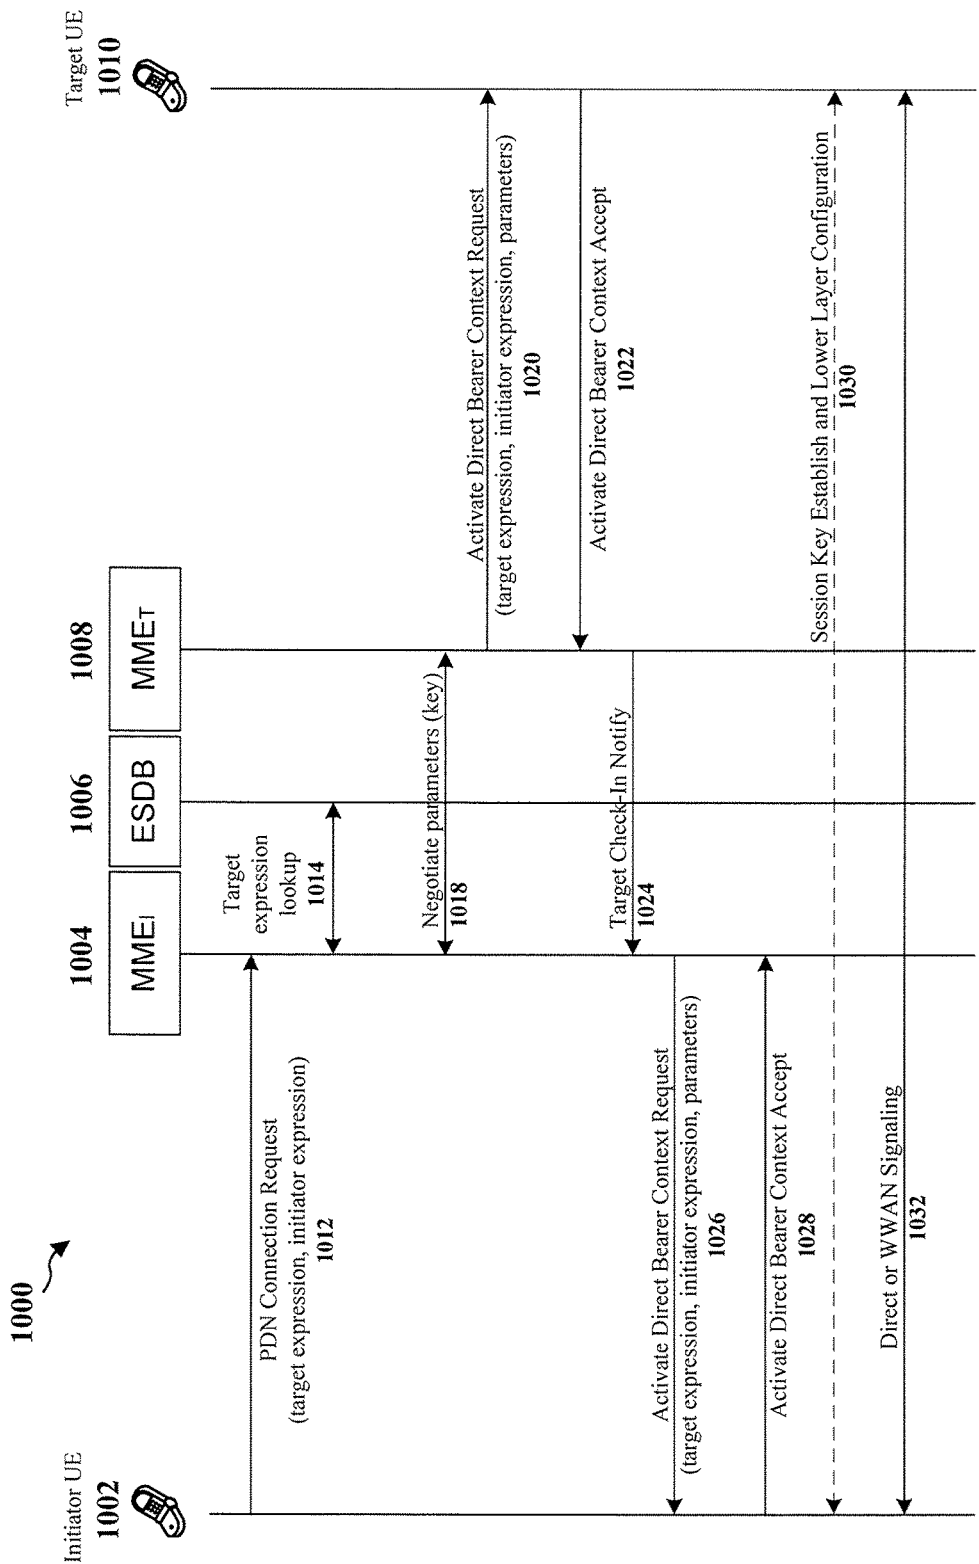 1000
Initiator UE
1002
1004
MMEI
1006
ESDB
1008
MMET
Target UE
1010
PDN Connection Request
(target expression, initiator expression)
1012
Target
expression
lookup
1014
Negotiate parameters (key)
1018
Activate Direct Bearer Context Request
(target expression, initiator expression, parameters)
1020
Activate Direct Bearer Context Accept
1022
Target Check-In Notify
1024
Activate Direct Bearer Context Request
(target expression, initiator expression, parameters)
1026
Activate Direct Bearer Context Accept
1028
Session Key Establish and Lower Layer Configuration
1030
Direct or WWAN Signaling
1032